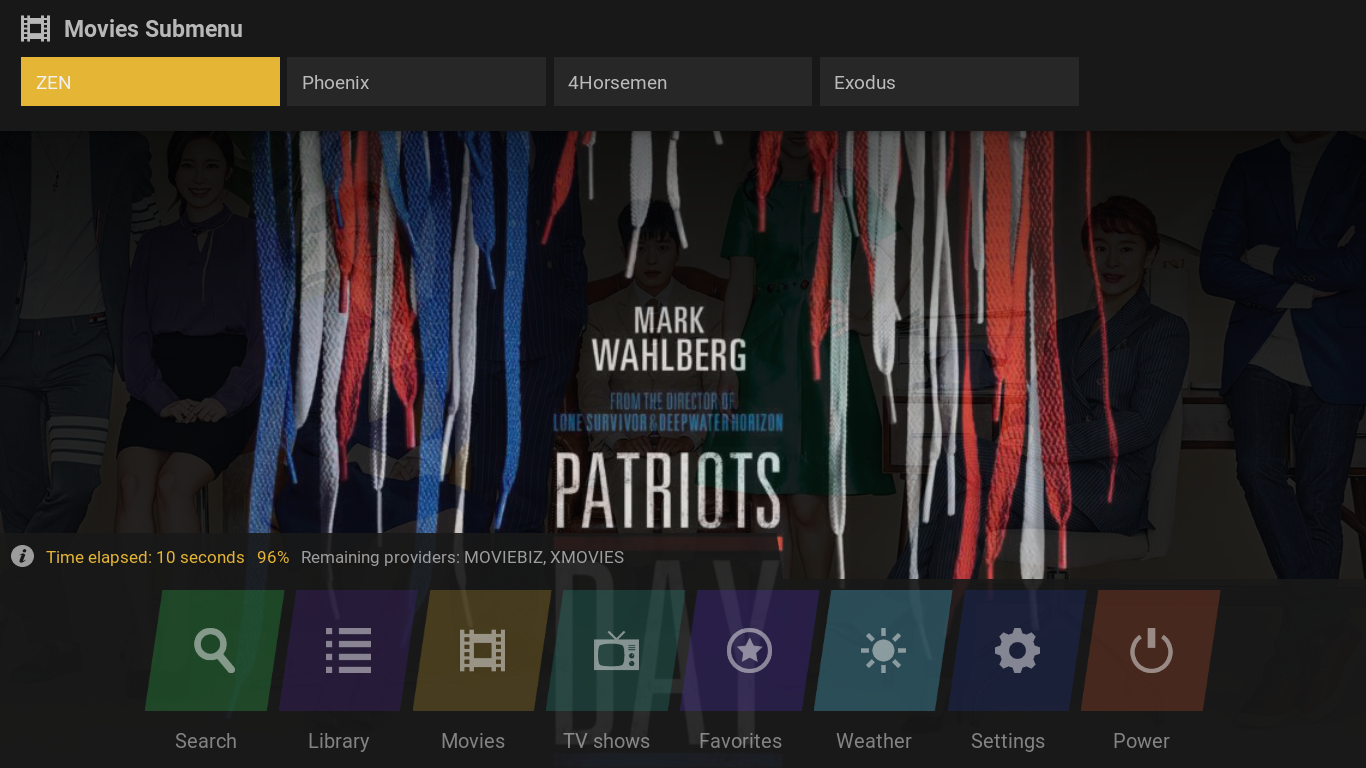 Movies Submenu
ZEN
Phoenix
4Horsemen
Exodus
MARK
WAHLBERG
FROM THE DIRECTOR OF
LONE SURVIVOR & DEEPWATER HORIZON
PATRIOTS
Time elapsed: 10 seconds 96% Remaining providers: MOVIEBIZ, XMOVIES
DAY
Search
Library
Movies
TV shows
Favorites
Weather
Settings
Power